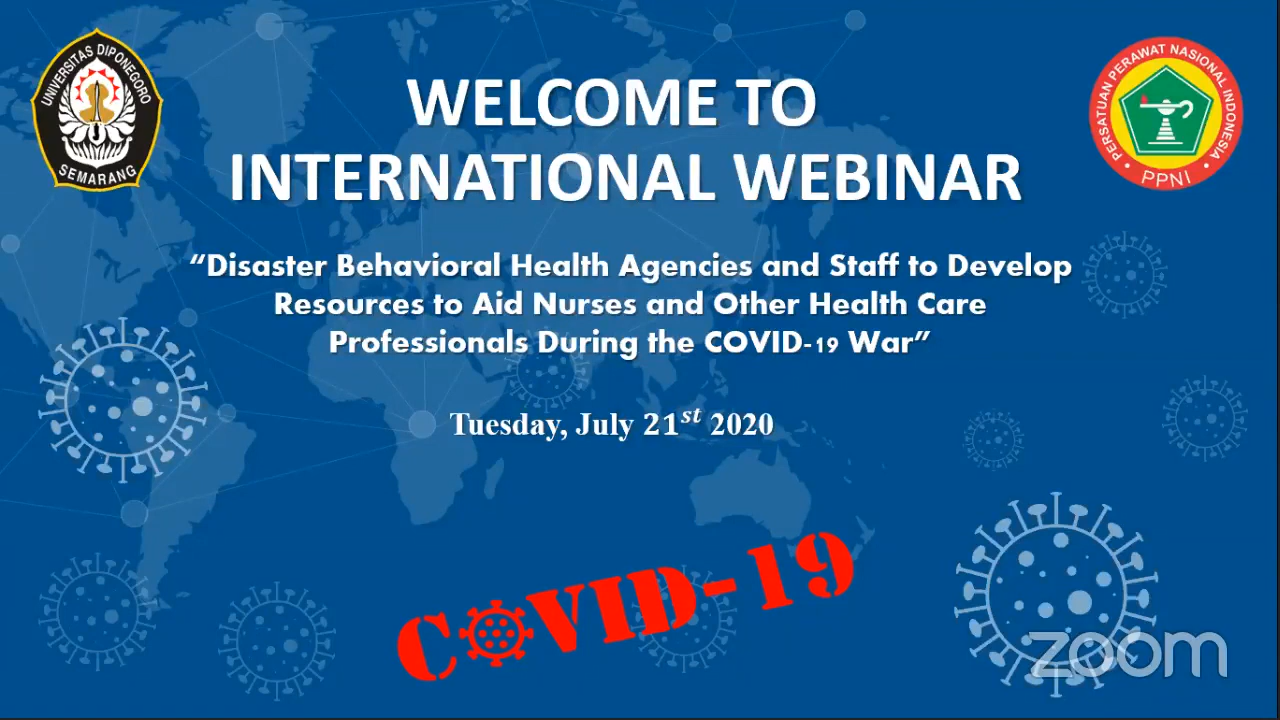 UNIVERSITAS DIPONEGORO
SEMARANG
PERSATUAN PERAWAT NASIONAL INDONESIA
PPNI
WELCOME TO
INTERNATIONAL WEBINAR
“Disaster Behavioral Health Agencies and Staff to Develop
Resources to Aid Nurses and Other Health Care
Professionals During the COVID-19 War”
Tuesday, July 21st 2020
COVID-19
zoom